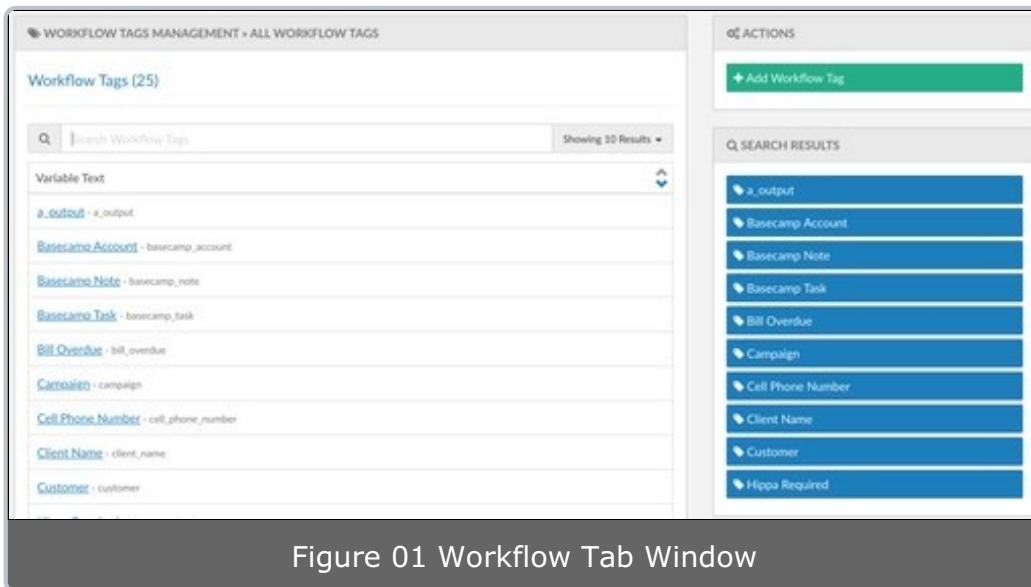 WORKFLOW TAGS MANAGEMENT » ALL WORKFLOW TAGS
Workflow Tags (25)
Search Workflow Tags
Showing 10 Results
Variable Text
a_output - a_output
Basecamp Account - basecamp_account
Basecamp Note - basecamp_note
Basecamp Task - basecamp_task
Bill Overdue - bill_overdue
Campaign - campaign
Cell Phone Number - cell_phone_number
Client Name - client_name
Customer - customer
ACTIONS
+ Add Workflow Tag
SEARCH RESULTS
a_output
Basecamp Account
Basecamp Note
Basecamp Task
Bill Overdue
Campaign
Cell Phone Number
Client Name
Customer
Hippa Required
Figure 01 Workflow Tab Window